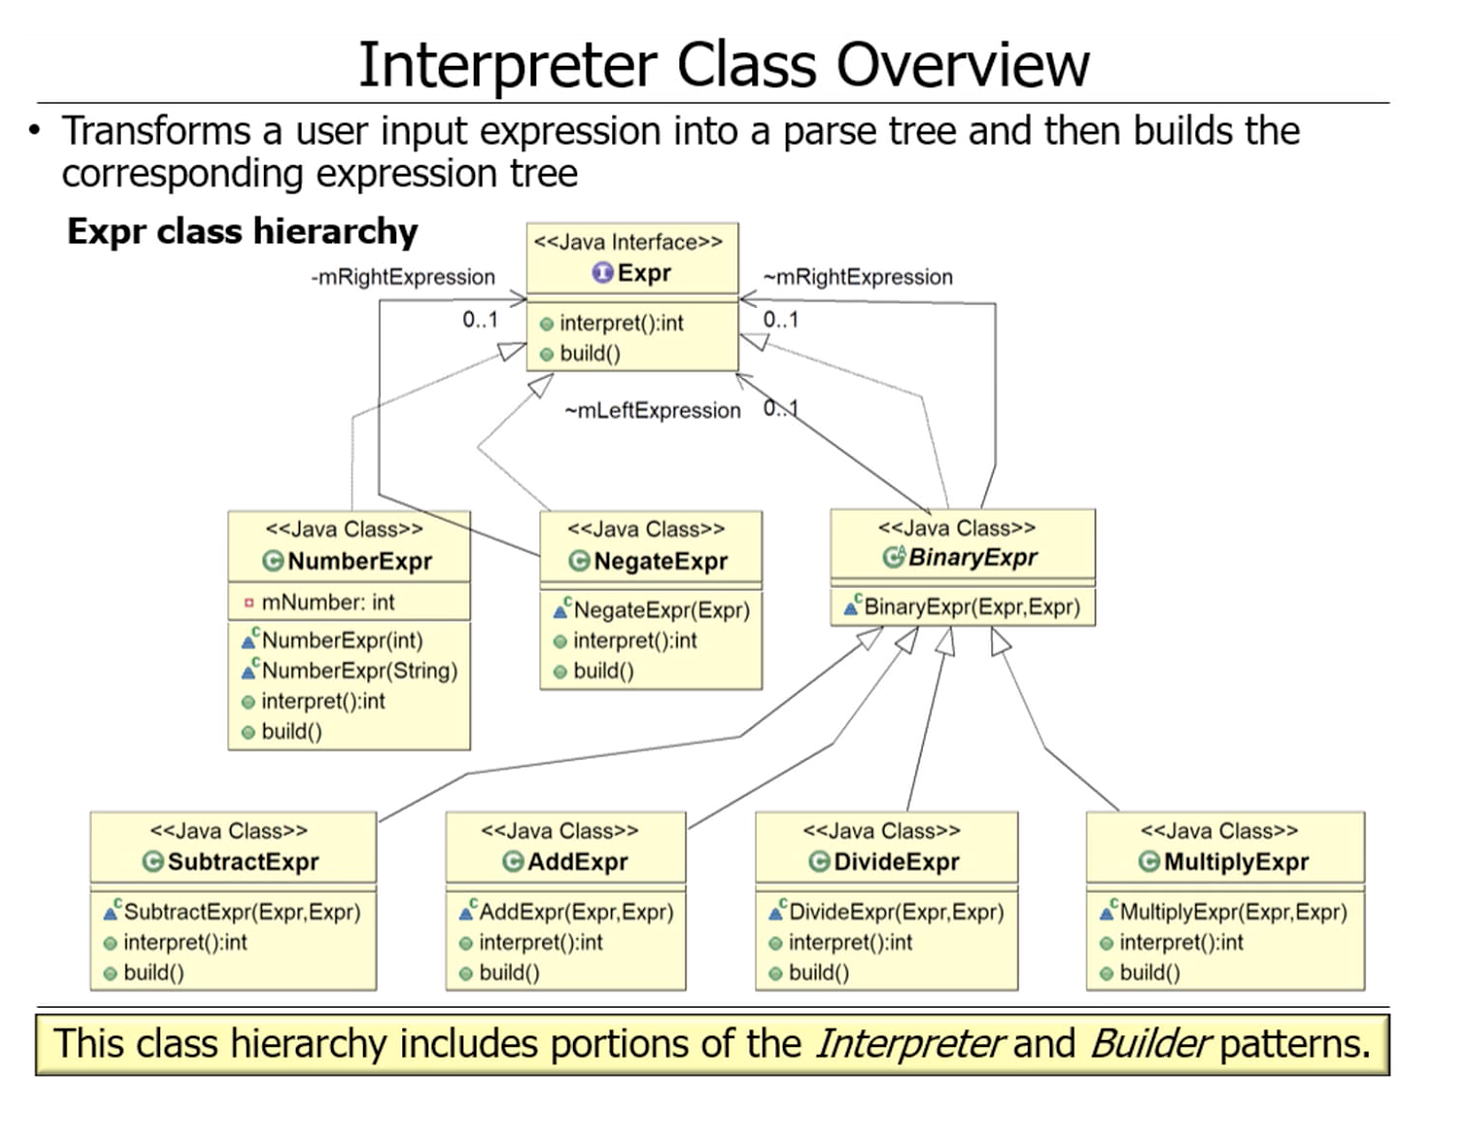 Interpreter Class Overview
• Transforms a user input expression into a parse tree and then builds the
corresponding expression tree
Expr class hierarchy
<<Java Interface>>
Expr
interpret():int
build()
-mRightExpression
0..1
~mRightExpression
0..1
~mLeftExpression
0..1
<<Java Class>>
NumberExpr
mNumber: int
NumberExpr(int)
NumberExpr(String)
interpret():int
build()
<<Java Class>>
NegateExpr
NegateExpr(Expr)
interpret():int
build()
<<Java Class>>
BinaryExpr
BinaryExpr(Expr,Expr)
<<Java Class>>
SubtractExpr
SubtractExpr(Expr,Expr)
interpret():int
build()
<<Java Class>>
AddExpr
AddExpr(Expr,Expr)
interpret():int
build()
<<Java Class>>
DivideExpr
DivideExpr(Expr,Expr)
interpret():int
build()
<<Java Class>>
MultiplyExpr
MultiplyExpr(Expr,Expr)
interpret():int
build()
This class hierarchy includes portions of the Interpreter and Builder patterns.